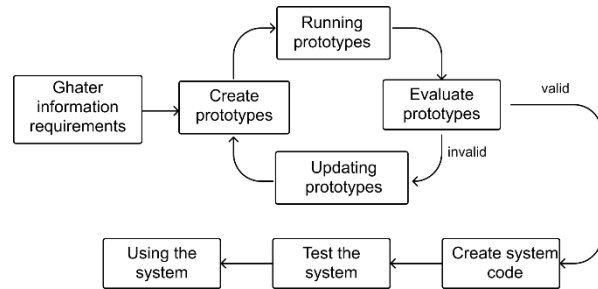 Running
prototypes
Ghater
information
requirements
Create
prototypes
Evaluate
prototypes
valid
invalid
Updating
prototypes
Using the
system
Test the
system
Create system
code